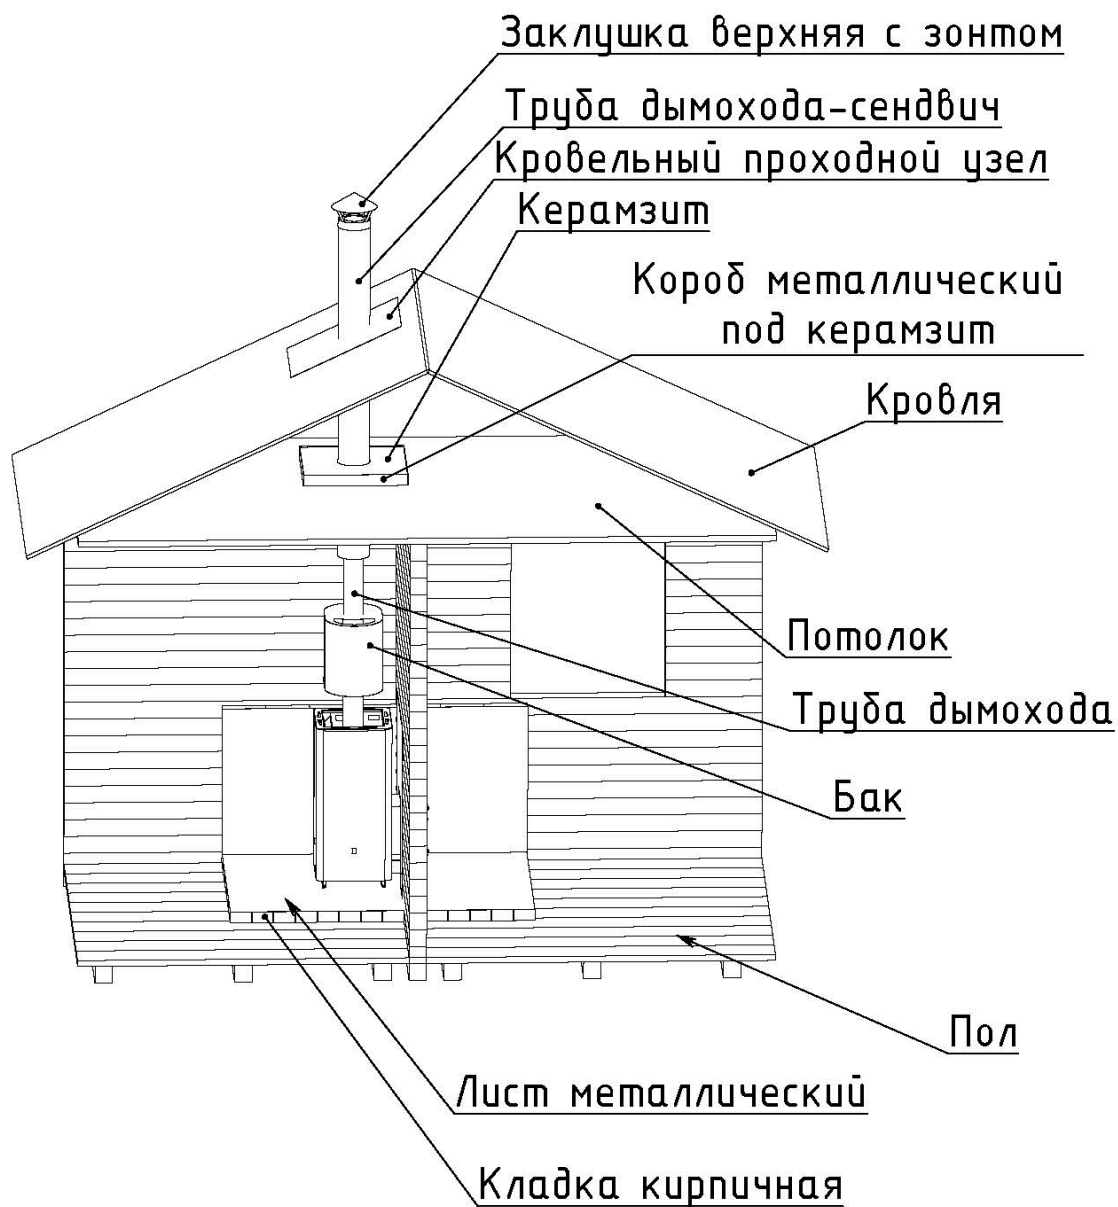 Заклушка верхняя с зонтом
Труба дымохода-сендвич
Кровельный проходной узел
Керамзит
Короб металлический
под керамзит
Кровля
Потолок
Труба дымохода
Бак
Пол
Лист металлический
Кладка кирпичная